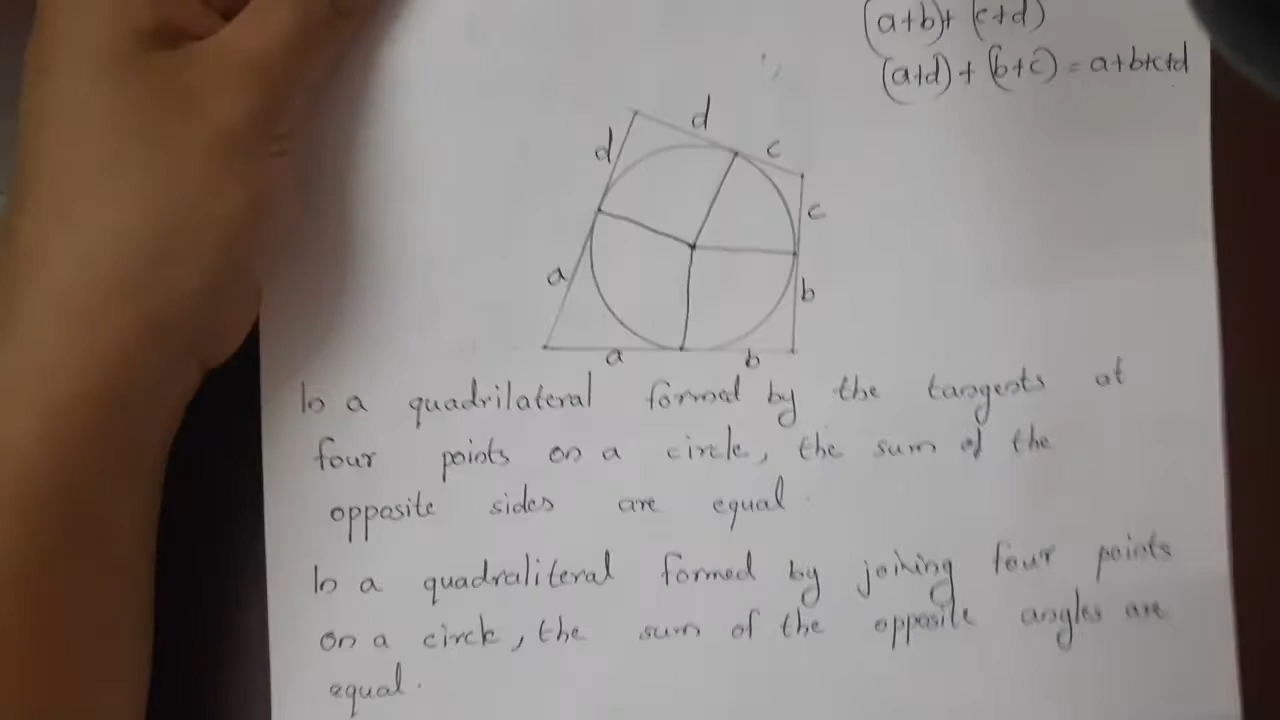 (a+b)+ (c+d)
(a+d) + (b+c) = a+b+c+d
d
d
c
c
a
b
a
b
In a quadrilateral formed by the tangents at
four points on a circle, the sum of the
opposite sides are equal.
In a quadraliteral formed by joining four points
on a circle, the sum of the opposite angles are
equal.